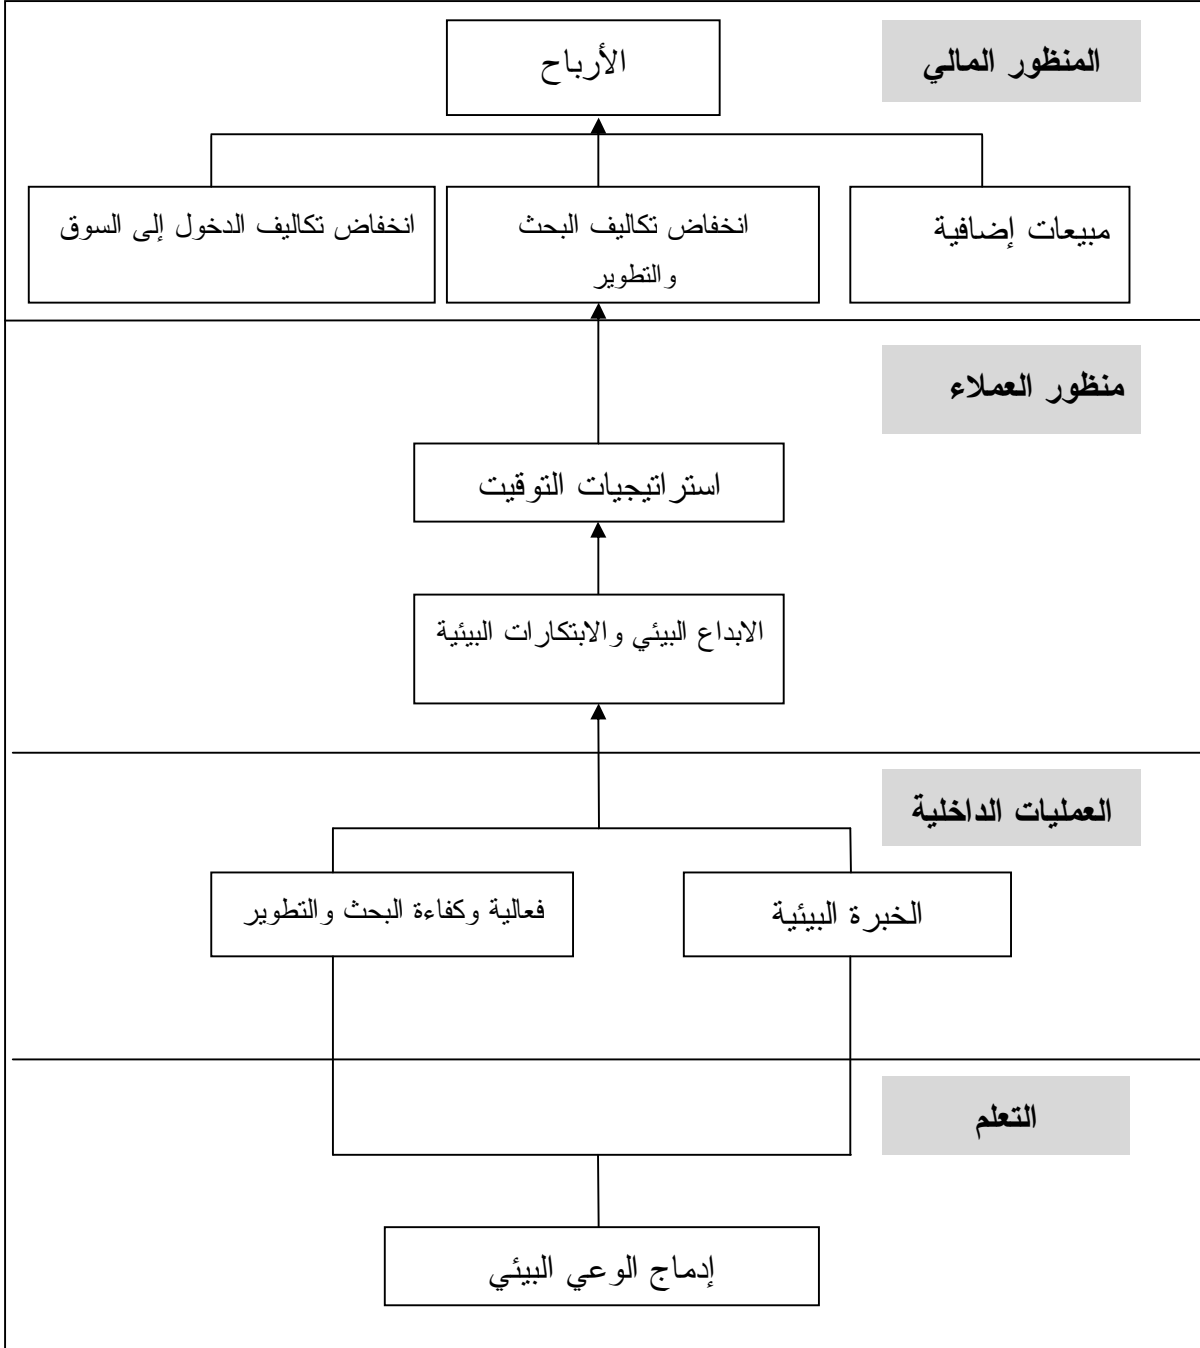 المنظور المالي
الأرباح
مبيعات إضافية
انخفاض تكاليف البحث
والتطوير
انخفاض تكاليف الدخول إلى السوق
منظور العملاء
استراتيجيات التوقيت
الابداع البيئي والابتكارات البيئية
العمليات الداخلية
الخبرة البيئية
فعالية وكفاءة البحث والتطوير
التعلم
إدماج الوعي البيئي